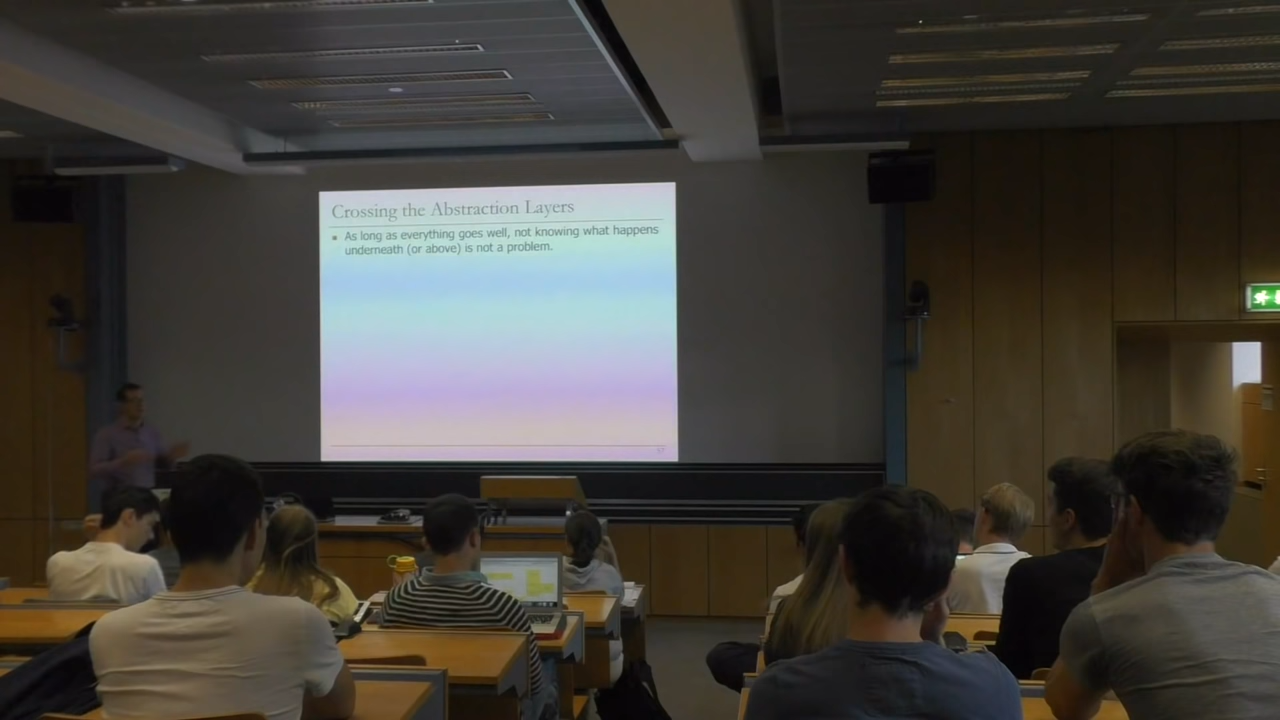 Crossing the Abstraction Layers
As long as everything goes well, not knowing what happens
underneath (or above) is not a problem.